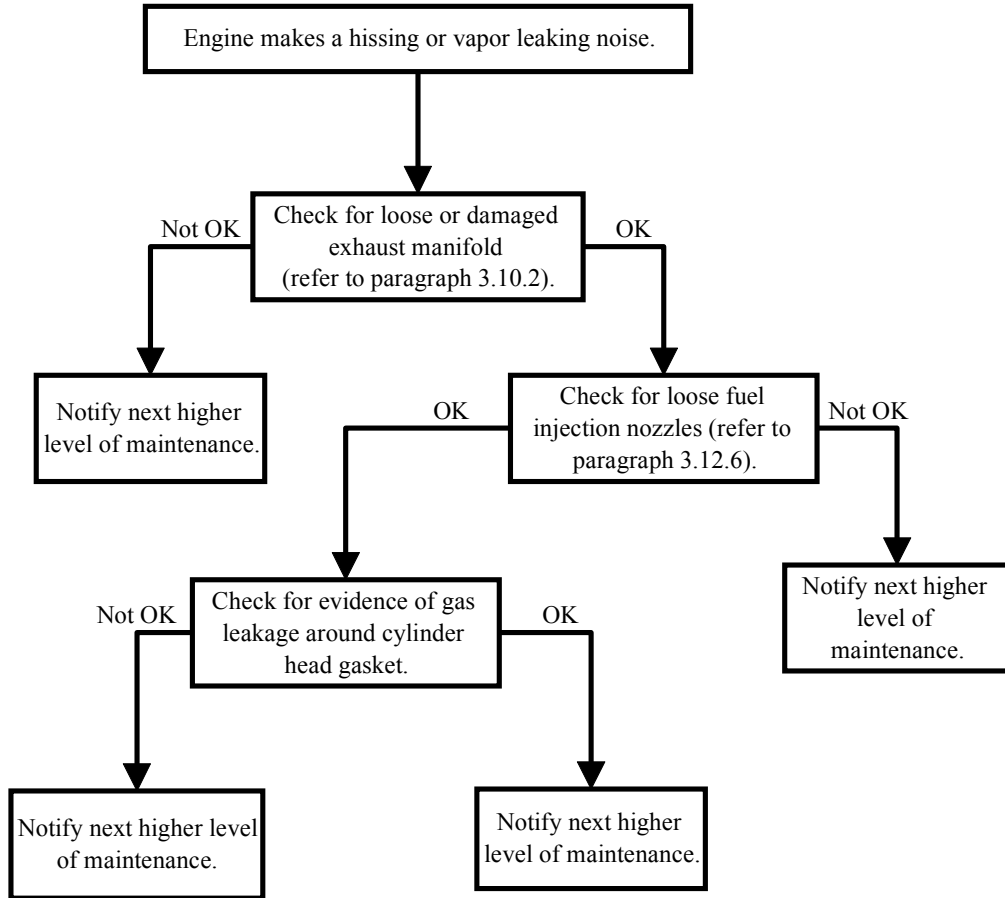 Engine makes a hissing or vapor leaking noise.
Not OK
Check for loose or damaged
exhaust manifold
(refer to paragraph 3.10.2).
OK
Notify next higher
level of maintenance.
OK
Check for loose fuel
injection nozzles (refer to
paragraph 3.12.6).
Not OK
Notify next higher
level of
maintenance.
Not OK
Check for evidence of gas
leakage around cylinder
head gasket.
OK
Notify next higher level
of maintenance.
Notify next higher
level of maintenance.